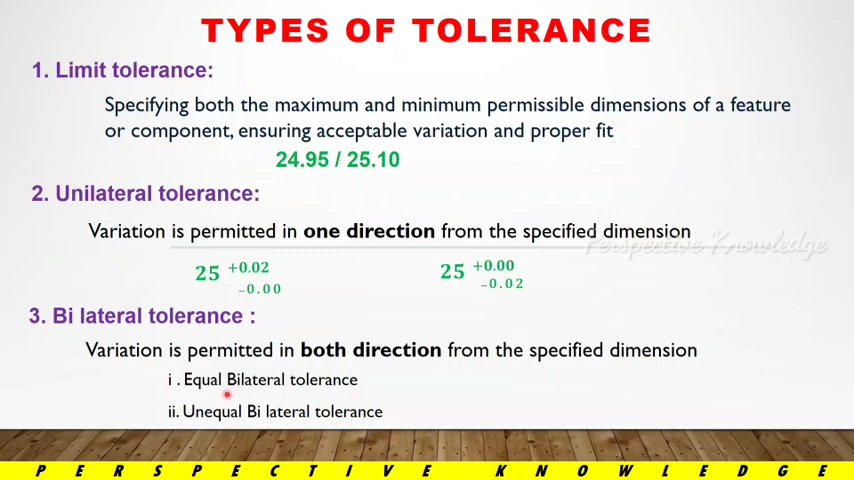 TYPES OF TOLERANCE
1. Limit tolerance:
Specifying both the maximum and minimum permissible dimensions of a feature
or component, ensuring acceptable variation and proper fit
24.95 / 25.10
2. Unilateral tolerance:
Variation is permitted in one direction from the specified dimension
Perspective Knowledge
25 +0.02 -0.00 25 +0.00 -0.02
3. Bi lateral tolerance :
Variation is permitted in both direction from the specified dimension
i . Equal Bilateral tolerance
ii. Unequal Bi lateral tolerance
PERSPECTIVE KNOWLEDGE